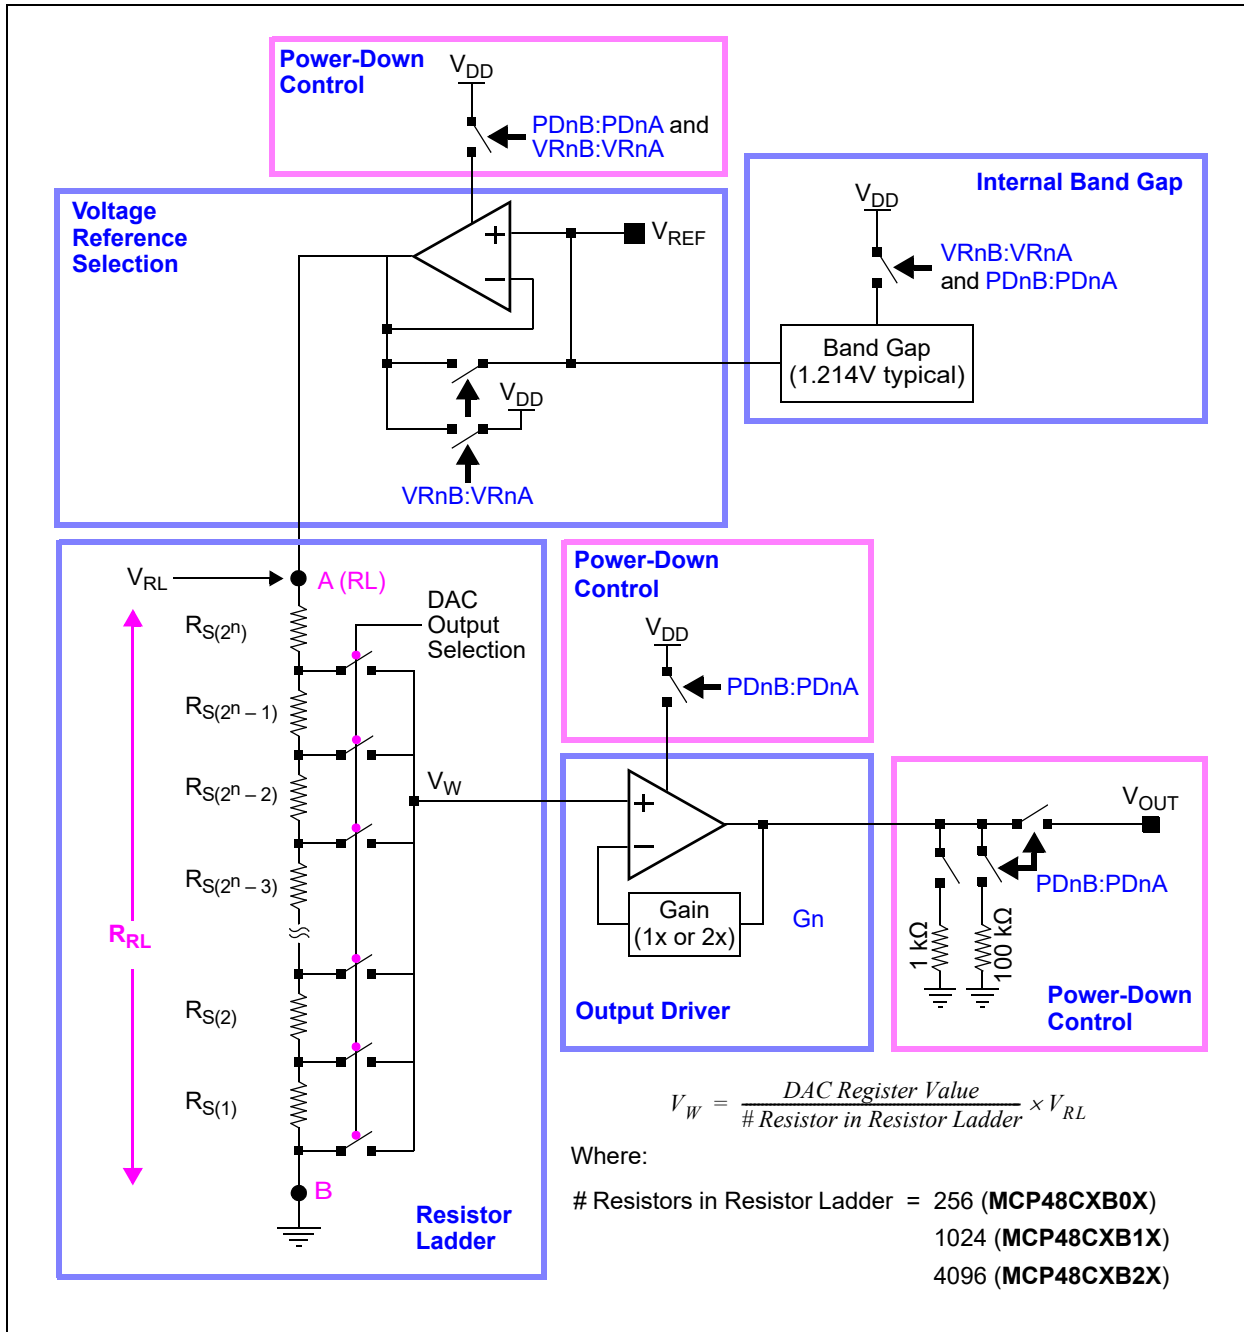 Power-Down
Control
VDD
PDnB:PDnA and
VRnB:VRnA
Internal Band Gap
VDD
VRnB:VRnA
and PDnB:PDnA
Band Gap
(1.214V typical)
Voltage
Reference
Selection
+
−
VREF
VDD
VRnB:VRnA
VRL
A (RL)
DAC
Output
Selection
RS(2ⁿ)
RS(2ⁿ – 1)
RS(2ⁿ – 2)
RS(2ⁿ – 3)
RRL
RS(2)
RS(1)
B
VW
Resistor
Ladder
Power-Down
Control
VDD
PDnB:PDnA
+
−
Gain
(1x or 2x)
Gn
Output Driver
VOUT
PDnB:PDnA
1 kΩ
100 kΩ
Power-Down
Control
VW = DAC Register Value / # Resistor in Resistor Ladder × VRL
Where:
# Resistors in Resistor Ladder = 256 (MCP48CXB0X)
1024 (MCP48CXB1X)
4096 (MCP48CXB2X)